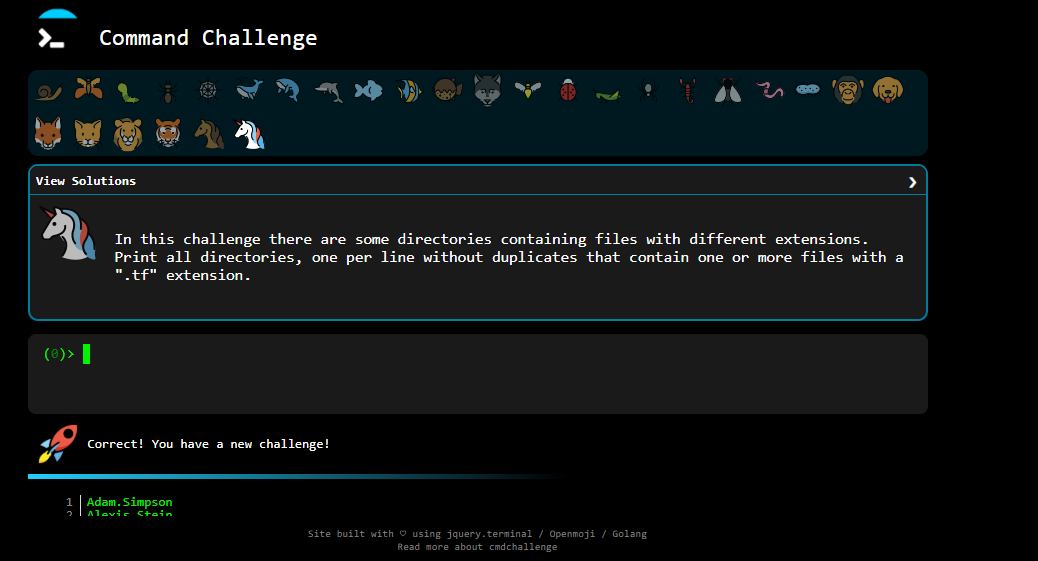 Command Challenge
View Solutions
In this challenge there are some directories containing files with different extensions.
Print all directories, one per line without duplicates that contain one or more files with a
".tf" extension.
(0)>
Correct! You have a new challenge!
1 Adam.Simpson
2 Alexis.Stein
Site built with ♡ using jquery.terminal / Openmoji / Golang
Read more about cmdchallenge